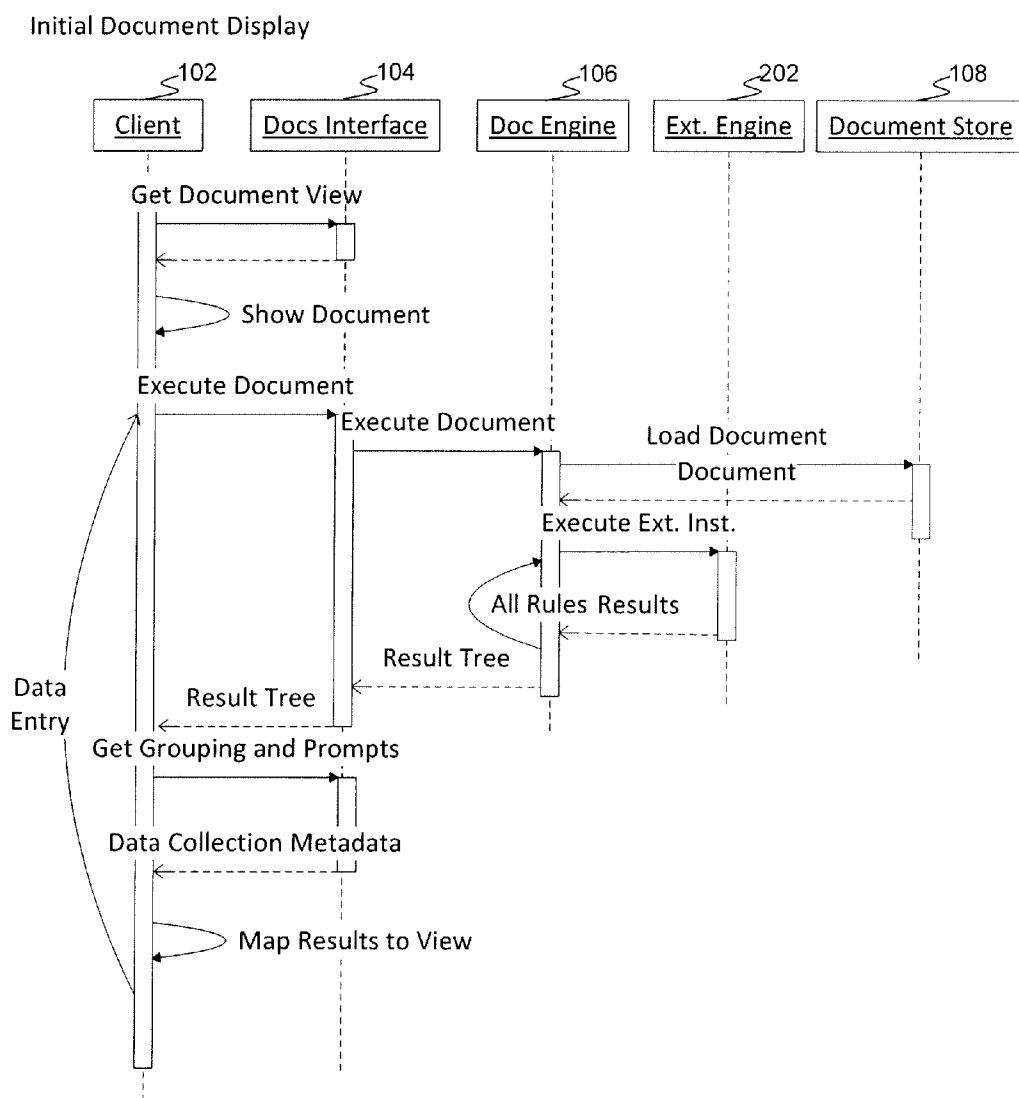 Initial Document Display
102
104
106
202
108
Client
Docs Interface
Doc Engine
Ext. Engine
Document Store
Get Document View
Show Document
Execute Document
Execute Document
Load Document
Document
Execute Ext. Inst.
All Rules Results
Result Tree
Result Tree
Data
Entry
Get Grouping and Prompts
Data Collection Metadata
Map Results to View